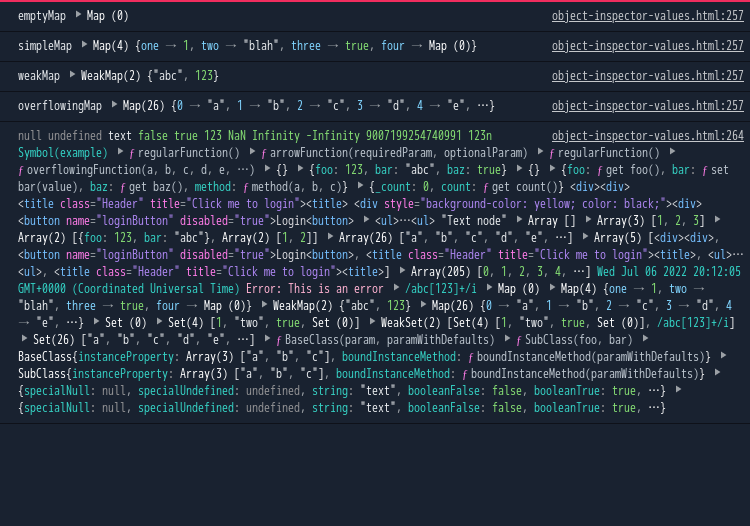 emptyMap ▶ Map (0) object-inspector-values.html:257
simpleMap ▶ Map(4) {one → 1, two → "blah", three → true, four → Map (0)} object-inspector-values.html:257
weakMap ▶ WeakMap(2) {"abc", 123} object-inspector-values.html:257
overflowingMap ▶ Map(26) {0 → "a", 1 → "b", 2 → "c", 3 → "d", 4 → "e", …} object-inspector-values.html:257
null undefined text false true 123 NaN Infinity -Infinity 9007199254740991 123n object-inspector-values.html:264
Symbol(example) ▶ ƒ regularFunction() ▶ ƒ arrowFunction(requiredParam, optionalParam) ▶ ƒ regularFunction() ▶
ƒ overflowingFunction(a, b, c, d, e, …) ▶ {} ▶ {foo: 123, bar: "abc", baz: true} ▶ {} ▶ {foo: ƒ get foo(), bar: ƒ set
bar(value), baz: ƒ get baz(), method: ƒ method(a, b, c)} ▶ {_count: 0, count: ƒ get count()} <div><div>
<title class="Header" title="Click me to login"><title> <div style="background-color: yellow; color: black;"><div>
<button name="loginButton" disabled="true">Login<button> ▶ <ul>⋯<ul> "Text node" ▶ Array [] ▶ Array(3) [1, 2, 3] ▶
Array(2) [{foo: 123, bar: "abc"}, Array(2) [1, 2]] ▶ Array(26) ["a", "b", "c", "d", "e", …] ▶ Array(5) [<div><div>,
<button name="loginButton" disabled="true">Login<button>, <title class="Header" title="Click me to login"><title>, <ul>⋯
<ul>, <title class="Header" title="Click me to login"><title>] ▶ Array(205) [0, 1, 2, 3, 4, …] Wed Jul 06 2022 20:12:05
GMT+0000 (Coordinated Universal Time) Error: This is an error ▶ /abc[123]+/i ▶ Map (0) ▶ Map(4) {one → 1, two →
"blah", three → true, four → Map (0)} ▶ WeakMap(2) {"abc", 123} ▶ Map(26) {0 → "a", 1 → "b", 2 → "c", 3 → "d", 4
→ "e", …} ▶ Set (0) ▶ Set(4) [1, "two", true, Set (0)] ▶ WeakSet(2) [Set(4) [1, "two", true, Set (0)], /abc[123]+/i]
▶ Set(26) ["a", "b", "c", "d", "e", …] ▶ ƒ BaseClass(param, paramWithDefaults) ▶ ƒ SubClass(foo, bar) ▶
BaseClass{instanceProperty: Array(3) ["a", "b", "c"], boundInstanceMethod: ƒ boundInstanceMethod(paramWithDefaults)} ▶
SubClass{instanceProperty: Array(3) ["a", "b", "c"], boundInstanceMethod: ƒ boundInstanceMethod(paramWithDefaults)} ▶
{specialNull: null, specialUndefined: undefined, string: "text", booleanFalse: false, booleanTrue: true, …} ▶
{specialNull: null, specialUndefined: undefined, string: "text", booleanFalse: false, booleanTrue: true, …}